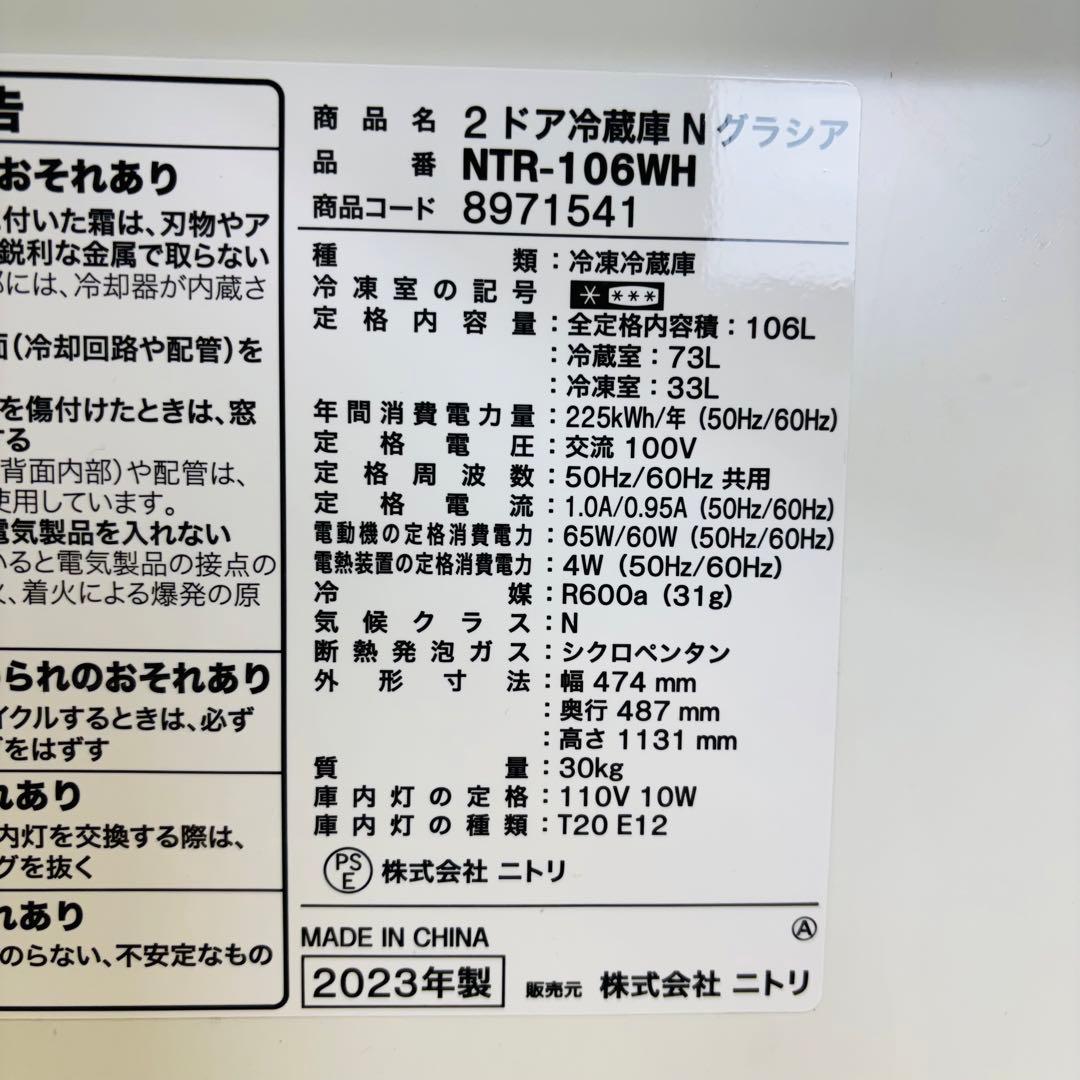 告
おそれあり
付いた霜は、刃物やア
鋭利な金属で取らない
には、冷却器が内蔵さ
面(冷却回路や配管)を
を傷付けたときは、窓
する
背面内部)や配管は、
使用しています。
電気製品を入れない
いると電気製品の接点の
、着火による爆発の原
られのおそれあり
イクルするときは、必ず
をはずす
れあり
内灯を交換する際は、
グを抜く
れあり
のらない、不安定なもの
商品名 2ドア冷蔵庫 N グラシア
品番 NTR-106WH
商品コード 8971541
種類:冷凍冷蔵庫
冷凍室の記号 * ***
定格内容量:全定格内容積:106L
:冷蔵室:73L
:冷凍室:33L
年間消費電力量:225kWh/年(50Hz/60Hz)
定格電圧:交流 100V
定格周波数:50Hz/60Hz 共用
定格電流:1.0A/0.95A(50Hz/60Hz)
電動機の定格消費電力:65W/60W(50Hz/60Hz)
電熱装置の定格消費電力:4W(50Hz/60Hz)
冷媒:R600a(31g)
気候クラス:N
断熱発泡ガス:シクロペンタン
外形寸法:幅 474 mm
:奥行 487 mm
:高さ 1131 mm
質量:30kg
庫内灯の定格:110V 10W
庫内灯の種類:T20 E12
PSE 株式会社 ニトリ
MADE IN CHINA Ⓐ
2023年製 販売元 株式会社 ニトリ